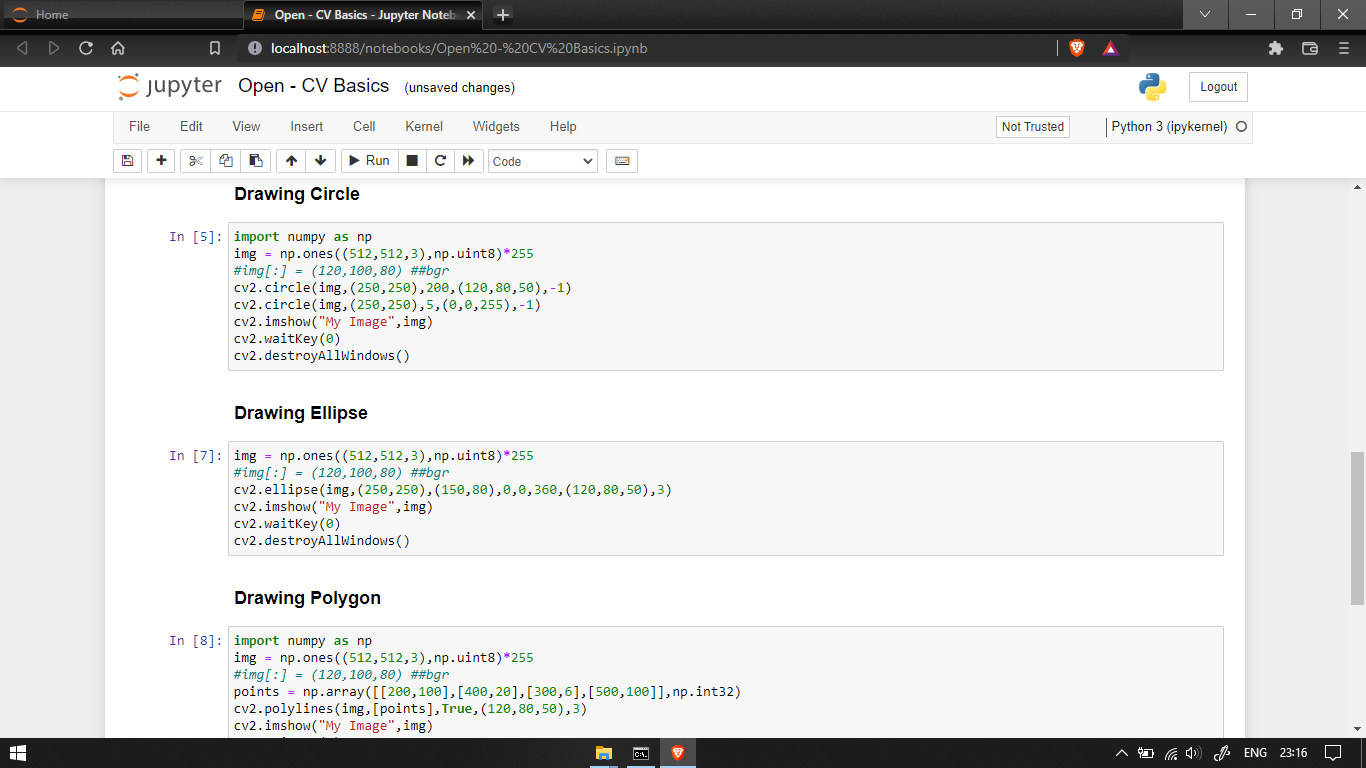 Home
Open - CV Basics - Jupyter Noteb
localhost:8888/notebooks/Open%20-%20CV%20Basics.ipynb
jupyter Open - CV Basics (unsaved changes)
Logout
File Edit View Insert Cell Kernel Widgets Help
Not Trusted Python 3 (ipykernel)
Run Code
Drawing Circle
In [5]: import numpy as np
img = np.ones((512,512,3),np.uint8)*255
#img[:] = (120,100,80) ##bgr
cv2.circle(img,(250,250),200,(120,80,50),-1)
cv2.circle(img,(250,250),5,(0,0,255),-1)
cv2.imshow("My Image",img)
cv2.waitKey(0)
cv2.destroyAllWindows()
Drawing Ellipse
In [7]: img = np.ones((512,512,3),np.uint8)*255
#img[:] = (120,100,80) ##bgr
cv2.ellipse(img,(250,250),(150,80),0,0,360,(120,80,50),3)
cv2.imshow("My Image",img)
cv2.waitKey(0)
cv2.destroyAllWindows()
Drawing Polygon
In [8]: import numpy as np
img = np.ones((512,512,3),np.uint8)*255
#img[:] = (120,100,80) ##bgr
points = np.array([[200,100],[400,20],[300,6],[500,100]],np.int32)
cv2.polylines(img,[points],True,(120,80,50),3)
cv2.imshow("My Image",img)
ENG 23:16